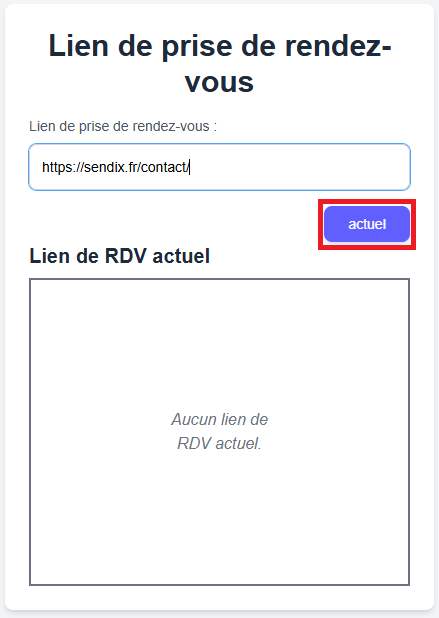 Lien de prise de rendez-
vous
Lien de prise de rendez-vous :
https://sendix.fr/contact/
actuel
Lien de RDV actuel
Aucun lien de
RDV actuel.